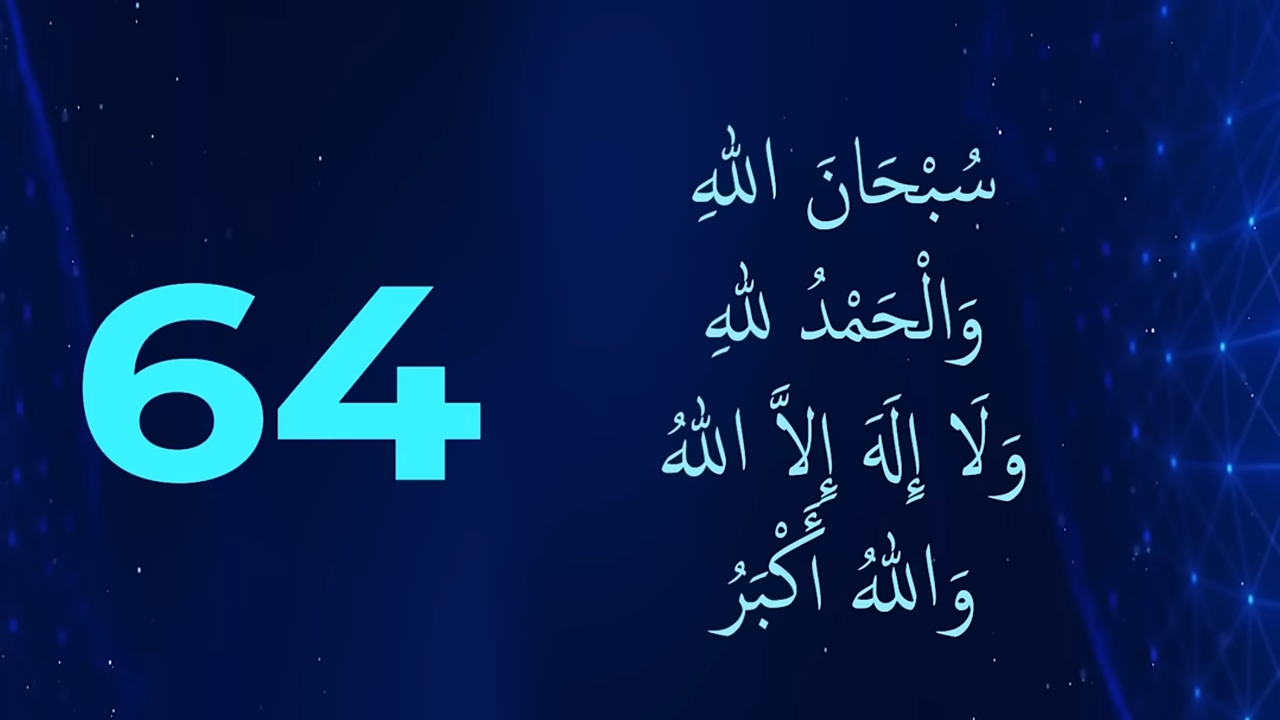 64
سُبْحَانَ اللهِ
وَالْحَمْدُ للهِ
وَلَا إِلَهَ إِلاَّ اللهُ
وَاللهُ أَكْبَرُ